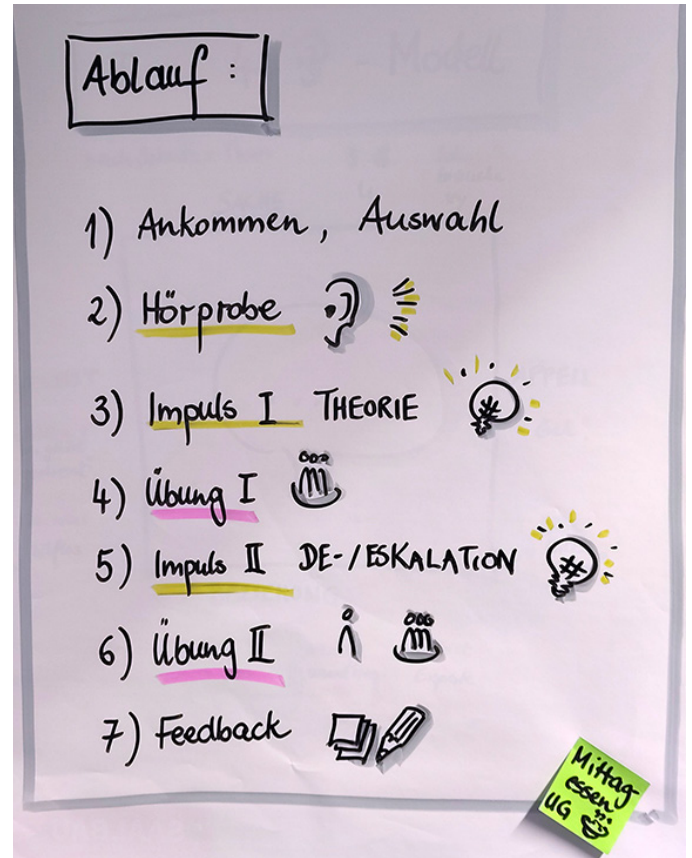 Ablauf :
1) Ankommen, Auswahl
2) Hörprobe
3) Impuls I THEORIE
4) Übung I
5) Impuls II DE-/ESKALATION
6) Übung II
7) Feedback
Mittag
essen
UG
- Modell